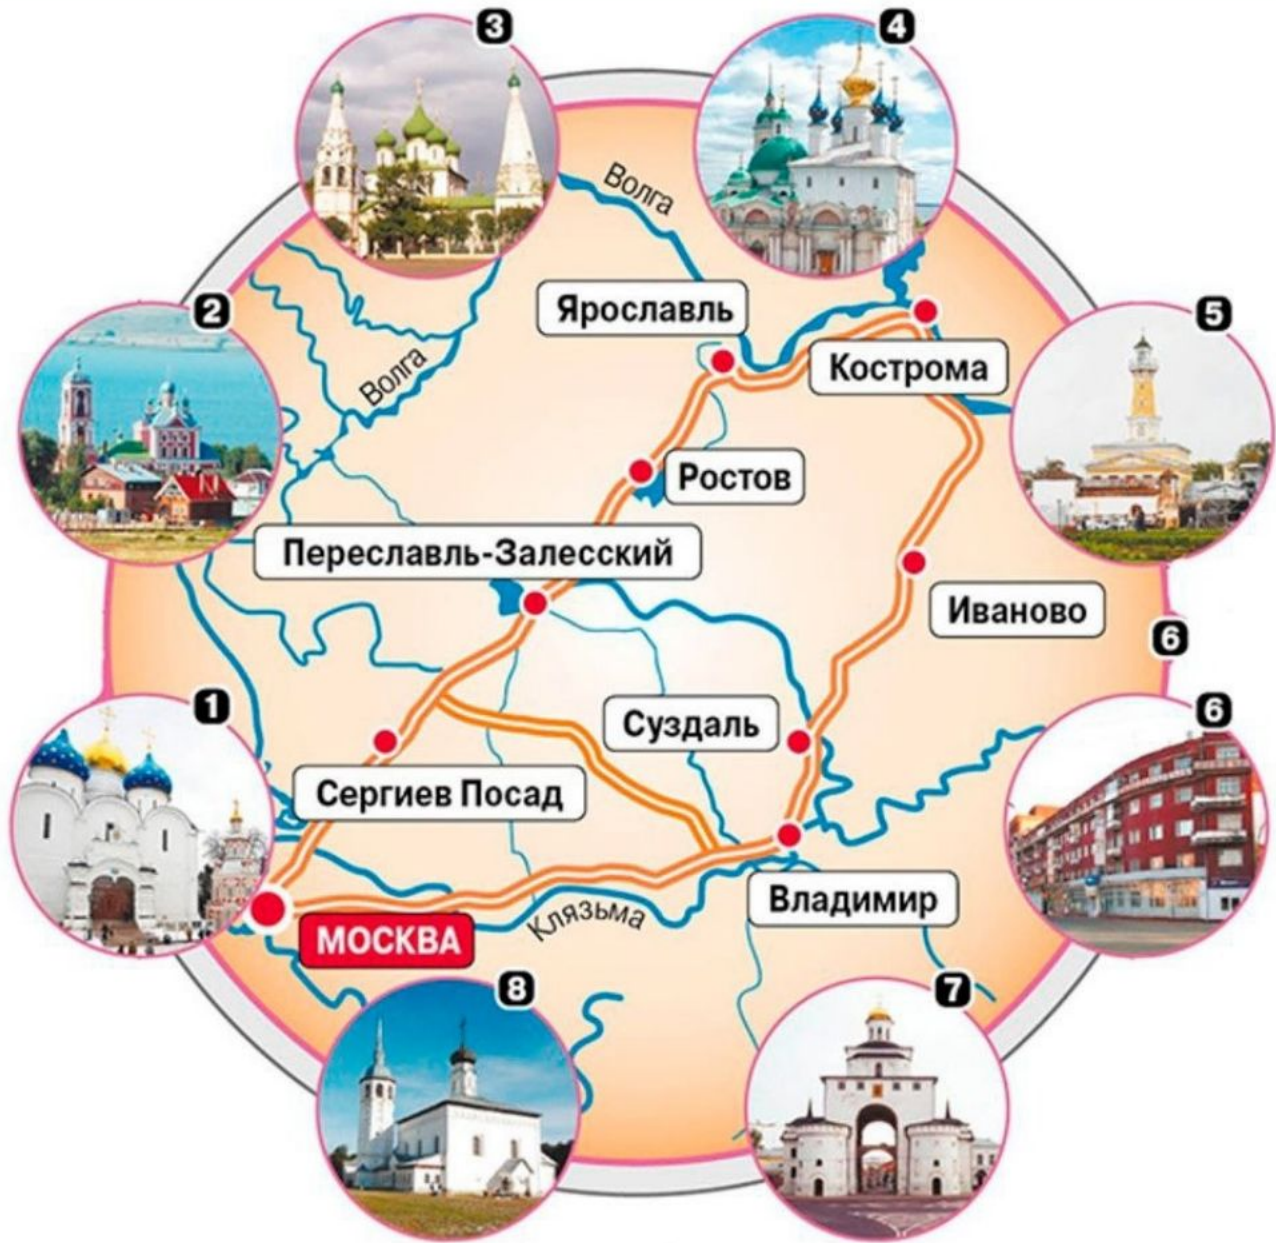 3
4
Волга
2
Ярославль
5
Волга
Кострома
Ростов
Переславль-Залесский
Иваново
6
1
Суздаль
6
Сергиев Посад
Владимир
Клязьма
МОСКВА
8
7